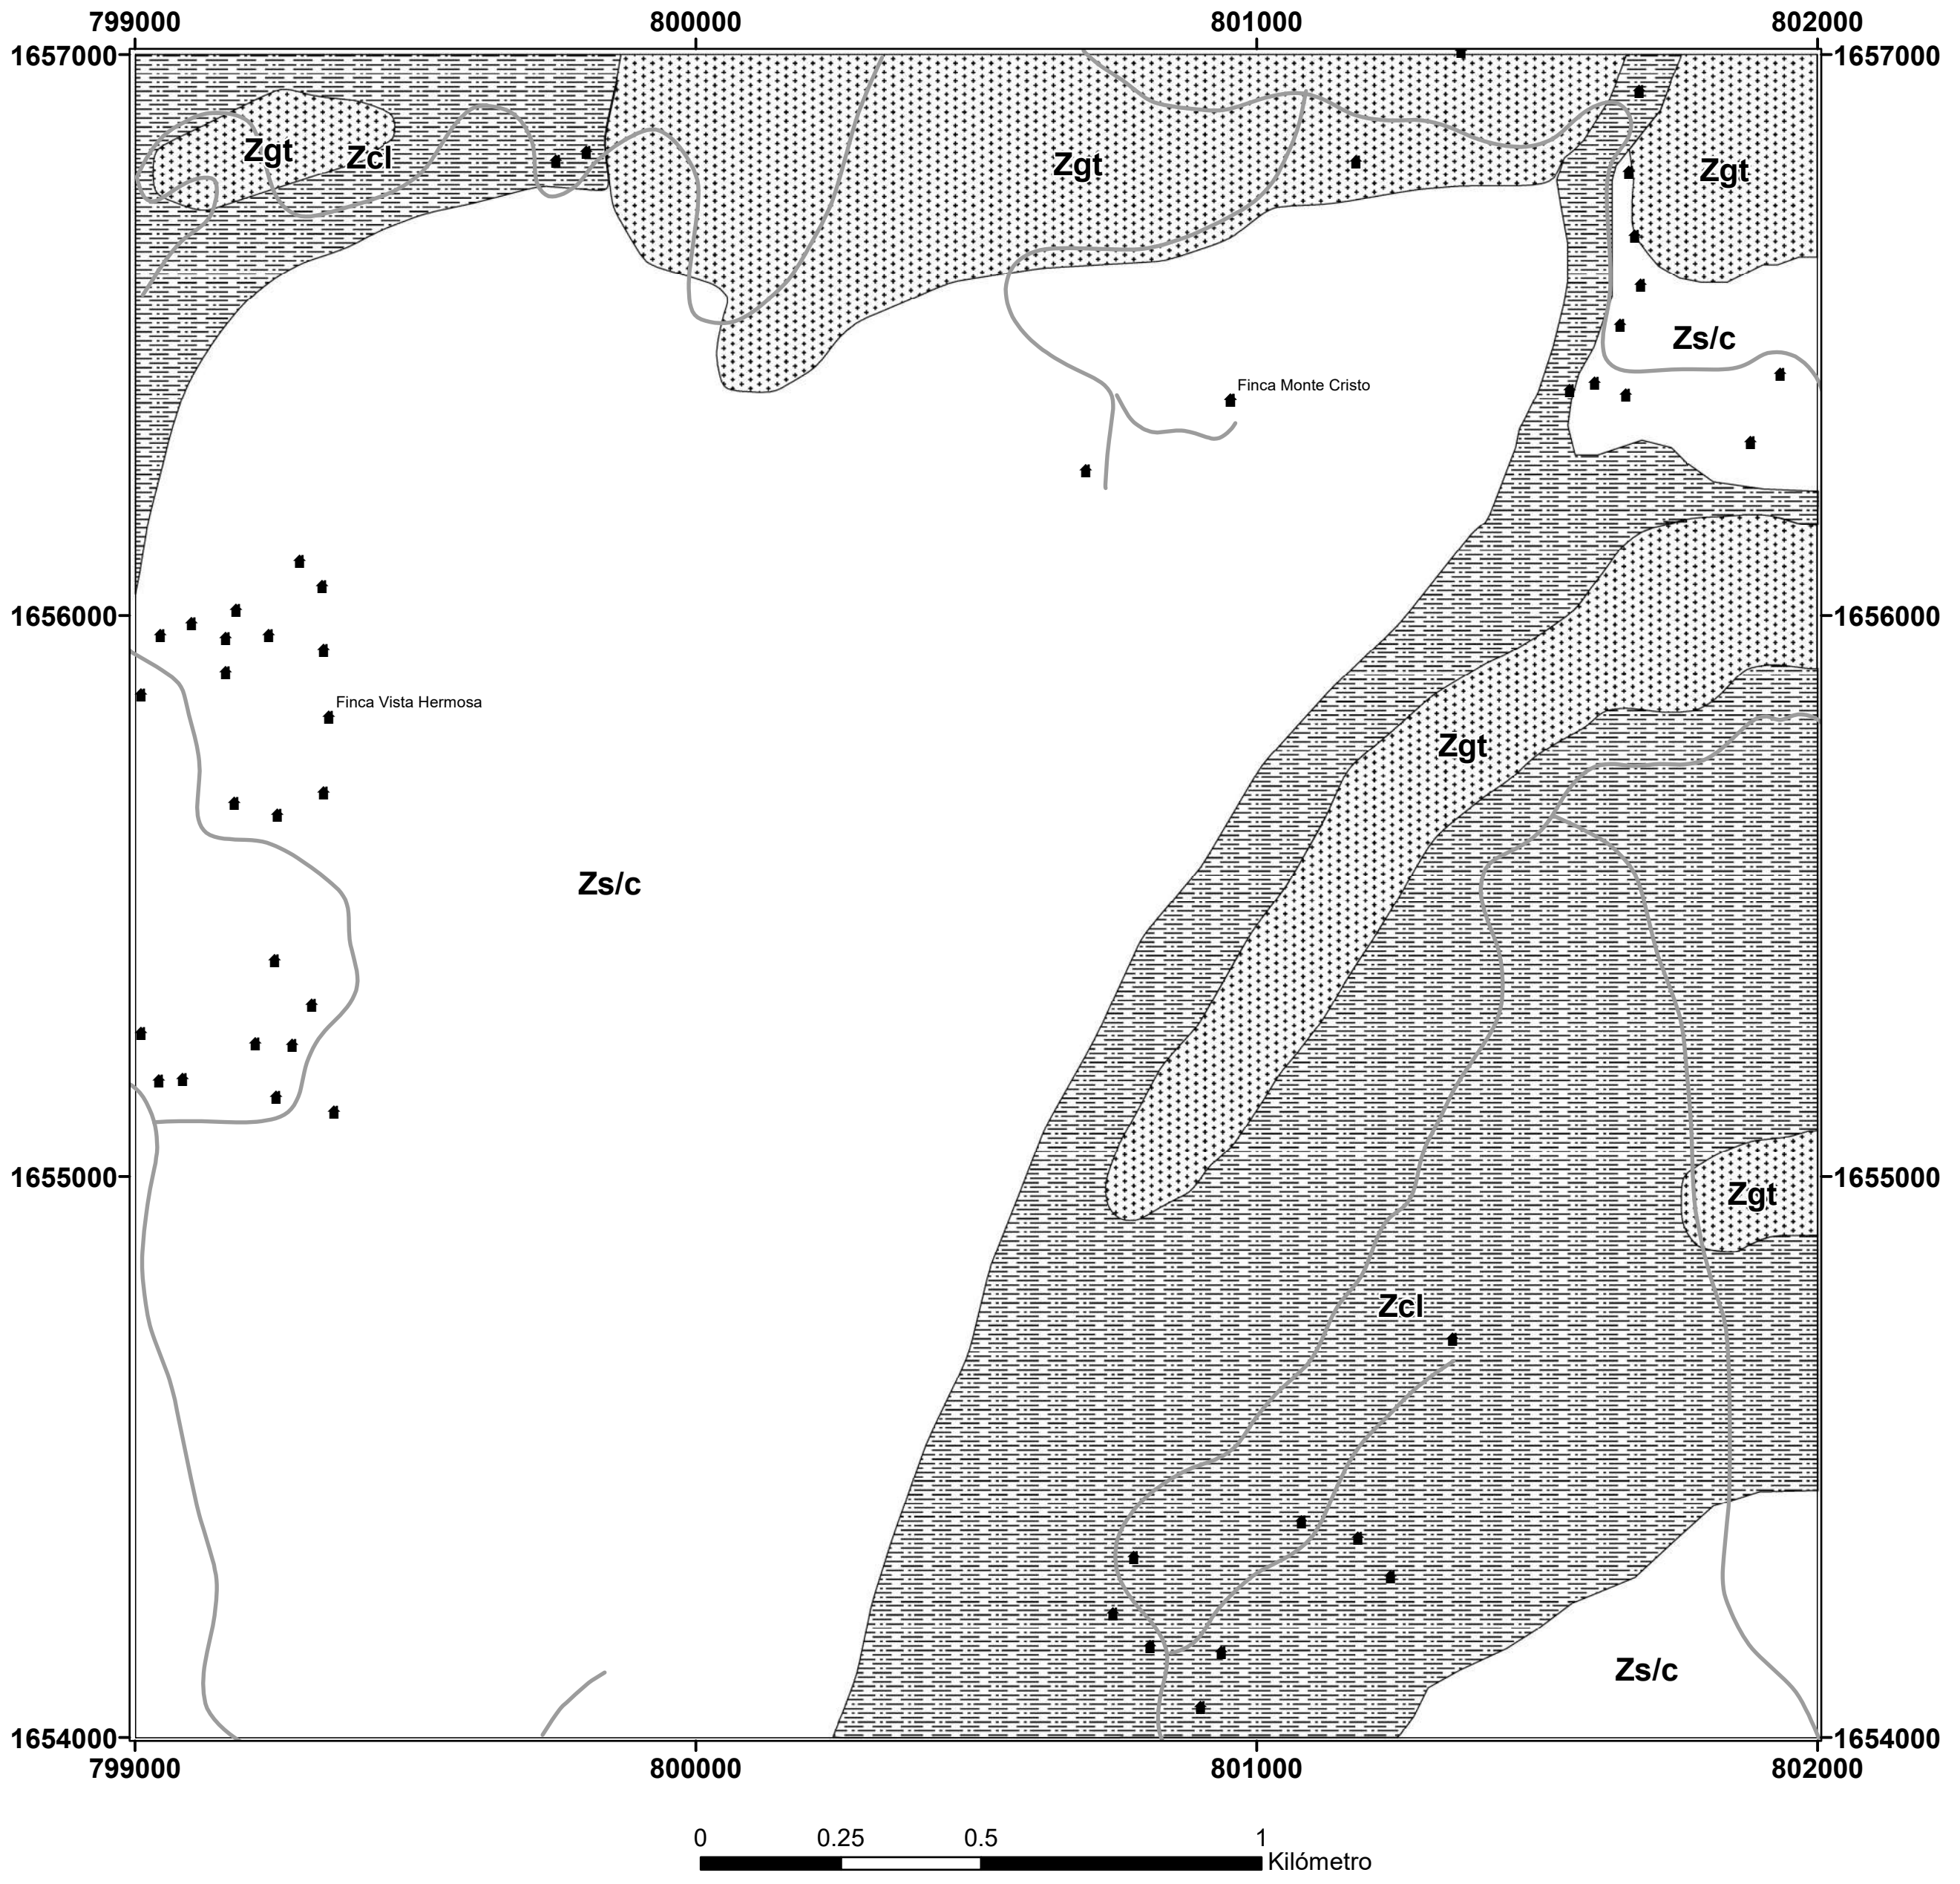 799000 800000 801000 802000
1657000 1657000
Zgt Zcl Zgt Zgt
Zs/c
Finca Monte Cristo
1656000 1656000
Finca Vista Hermosa
Zgt
Zs/c
1655000 1655000
Zgt
Zcl
Zs/c
1654000 1654000
799000 800000 801000 802000
0 0.25 0.5 1
Kilómetro